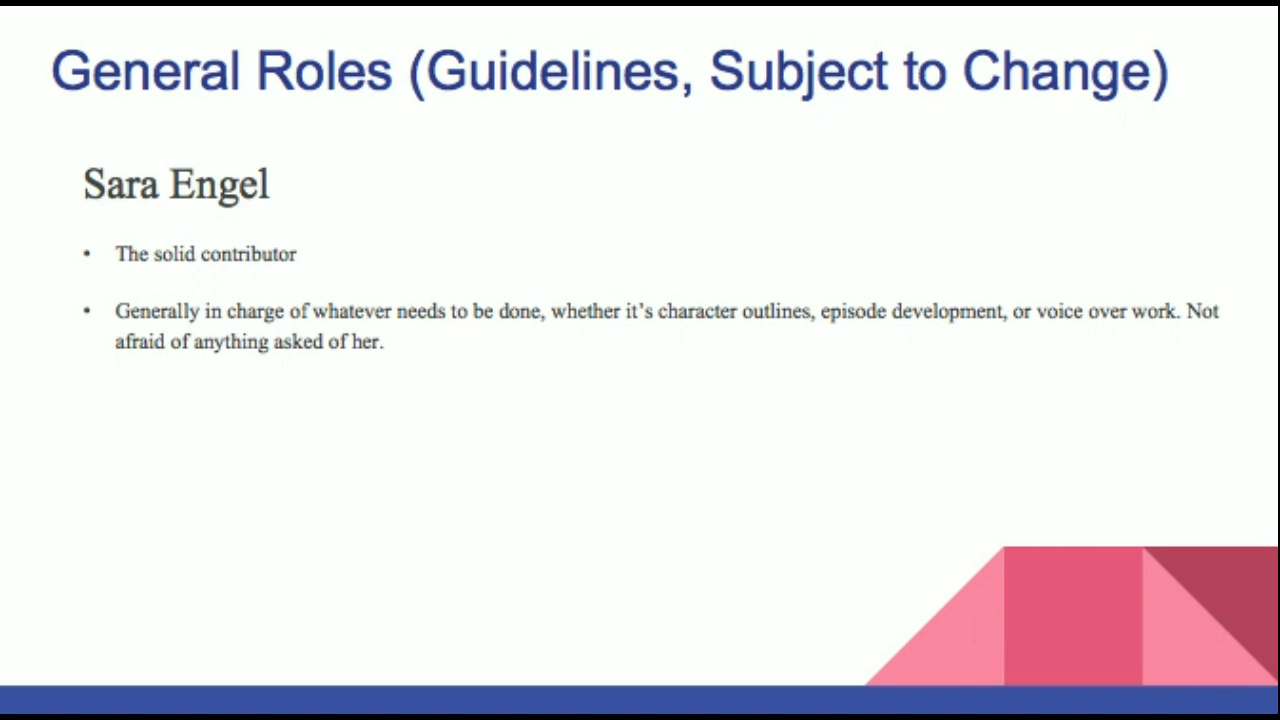 General Roles (Guidelines, Subject to Change)
Sara Engel
• The solid contributor
• Generally in charge of whatever needs to be done, whether it's character outlines, episode development, or voice over work. Not
afraid of anything asked of her.